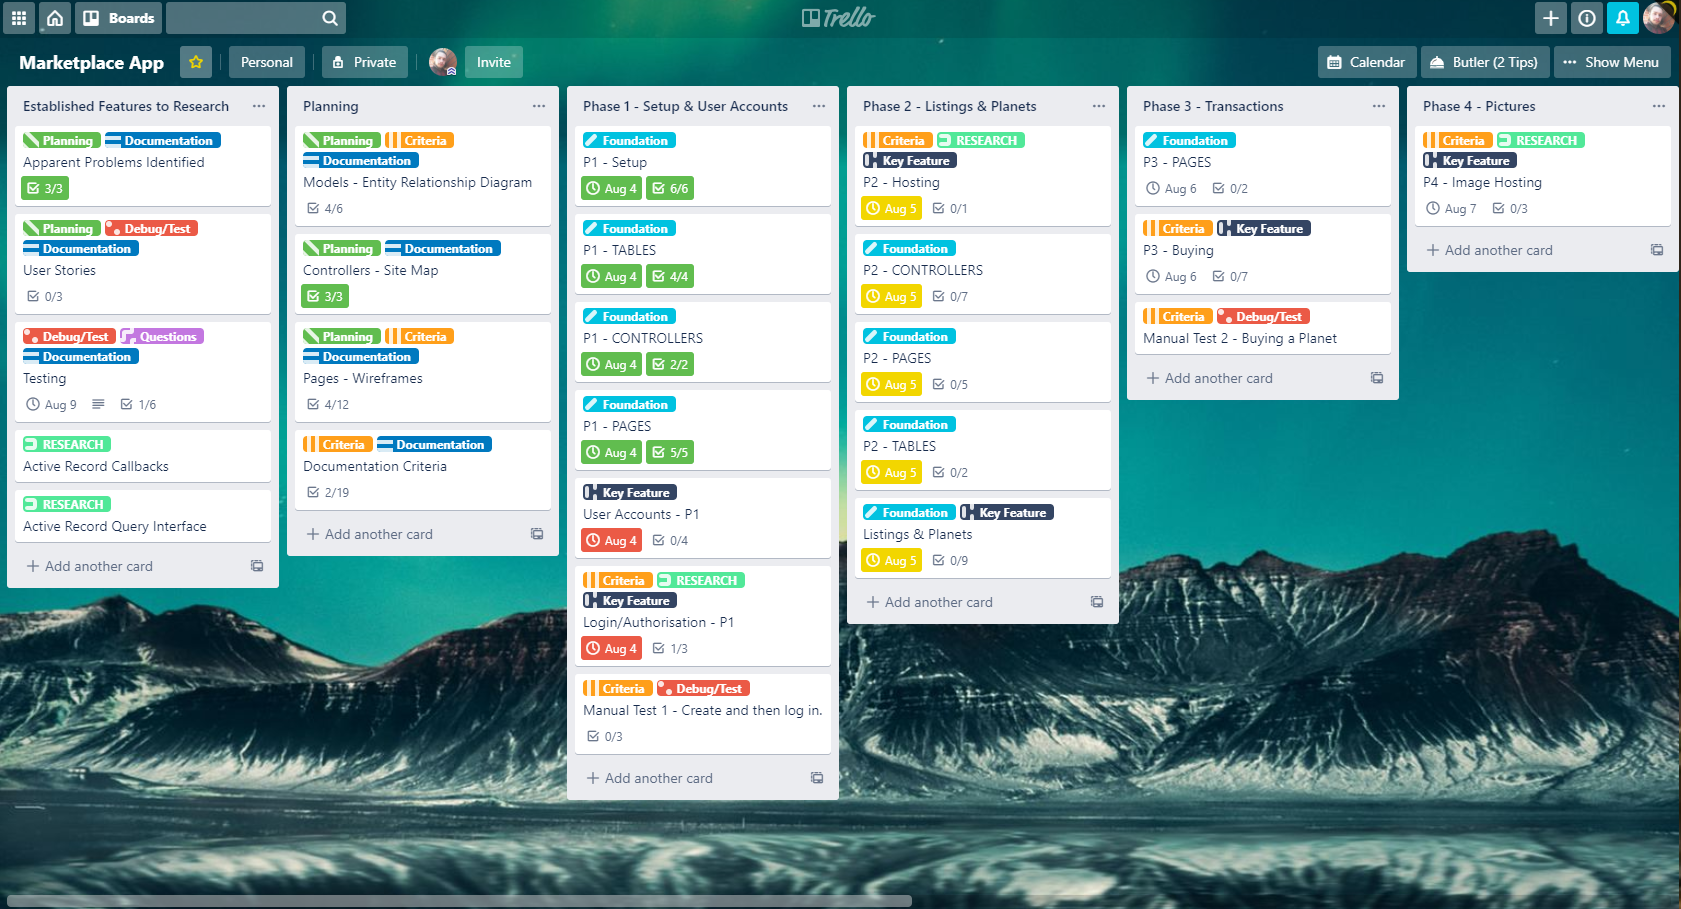 Boards
Trello
Marketplace App
Personal
Private
Invite
Calendar
Butler (2 Tips)
Show Menu
Established Features to Research
Planning Documentation
Apparent Problems Identified
3/3
Planning Debug/Test
Documentation
User Stories
0/3
Debug/Test Questions
Documentation
Testing
Aug 9 1/6
RESEARCH
Active Record Callbacks
RESEARCH
Active Record Query Interface
Add another card
Planning
Planning Criteria
Documentation
Models - Entity Relationship Diagram
4/6
Planning Documentation
Controllers - Site Map
3/3
Planning Criteria
Documentation
Pages - Wireframes
4/12
Criteria Documentation
Documentation Criteria
2/19
Add another card
Phase 1 - Setup & User Accounts
Foundation
P1 - Setup
Aug 4 6/6
Foundation
P1 - TABLES
Aug 4 4/4
Foundation
P1 - CONTROLLERS
Aug 4 2/2
Foundation
P1 - PAGES
Aug 4 5/5
Key Feature
User Accounts - P1
Aug 4 0/4
Criteria RESEARCH
Key Feature
Login/Authorisation - P1
Aug 4 1/3
Criteria Debug/Test
Manual Test 1 - Create and then log in.
0/3
Add another card
Phase 2 - Listings & Planets
Criteria RESEARCH
Key Feature
P2 - Hosting
Aug 5 0/1
Foundation
P2 - CONTROLLERS
Aug 5 0/7
Foundation
P2 - PAGES
Aug 5 0/5
Foundation
P2 - TABLES
Aug 5 0/2
Foundation Key Feature
Listings & Planets
Aug 5 0/9
Add another card
Phase 3 - Transactions
Foundation
P3 - PAGES
Aug 6 0/2
Criteria Key Feature
P3 - Buying
Aug 6 0/7
Criteria Debug/Test
Manual Test 2 - Buying a Planet
Add another card
Phase 4 - Pictures
Criteria RESEARCH
Key Feature
P4 - Image Hosting
Aug 7 0/3
Add another card